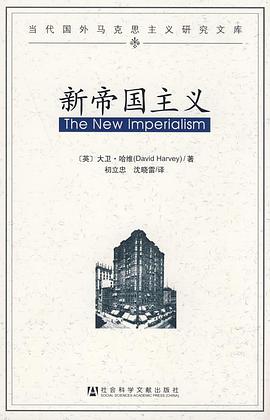 当代国外马克思主义研究文库
新帝国主义
The New Imperialism
〔英〕大卫·哈维(David Harvey)/著
初立忠 沈晓雷/译
社会科学文献出版社
SOCIAL SCIENCES ACADEMIC PRESS (CHINA)